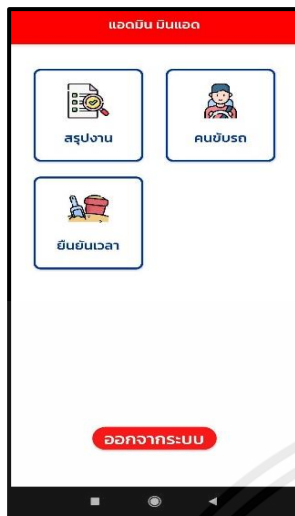 แอดมิน มินแอด
สรุปงาน
คนขับรถ
ยืนยันเวลา
ออกจากระบบ